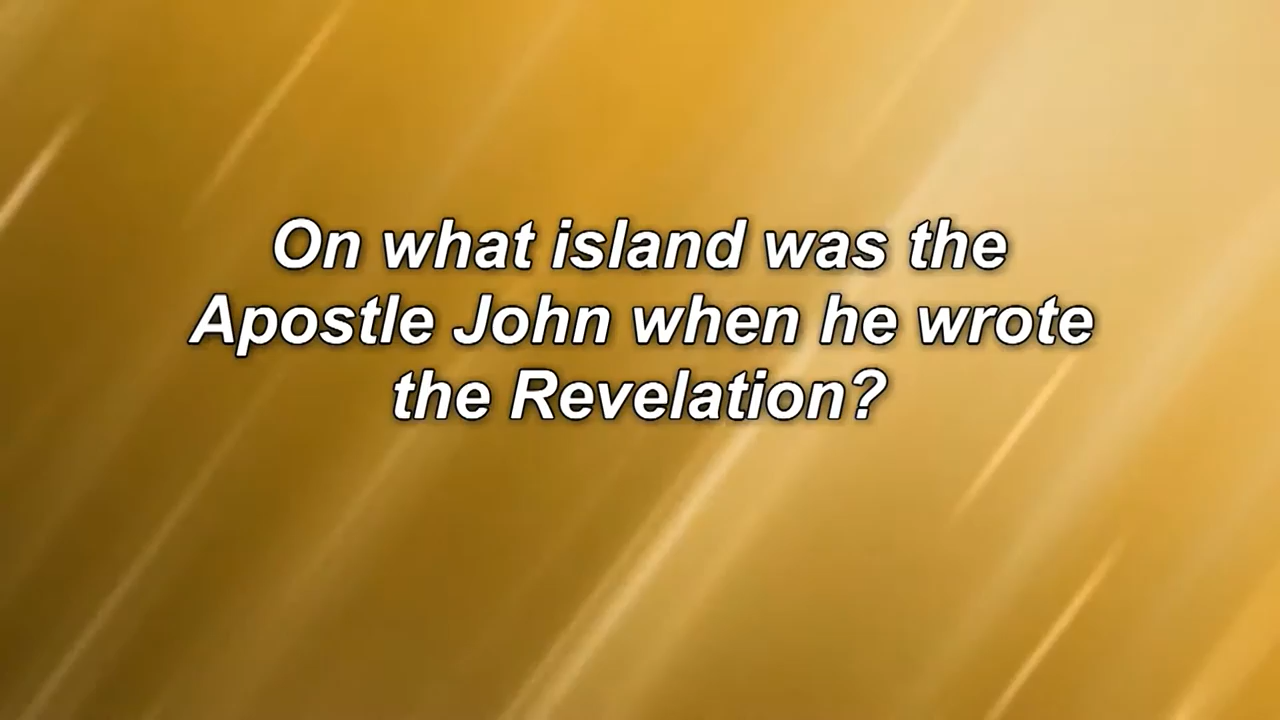 On what island was the
Apostle John when he wrote
the Revelation?